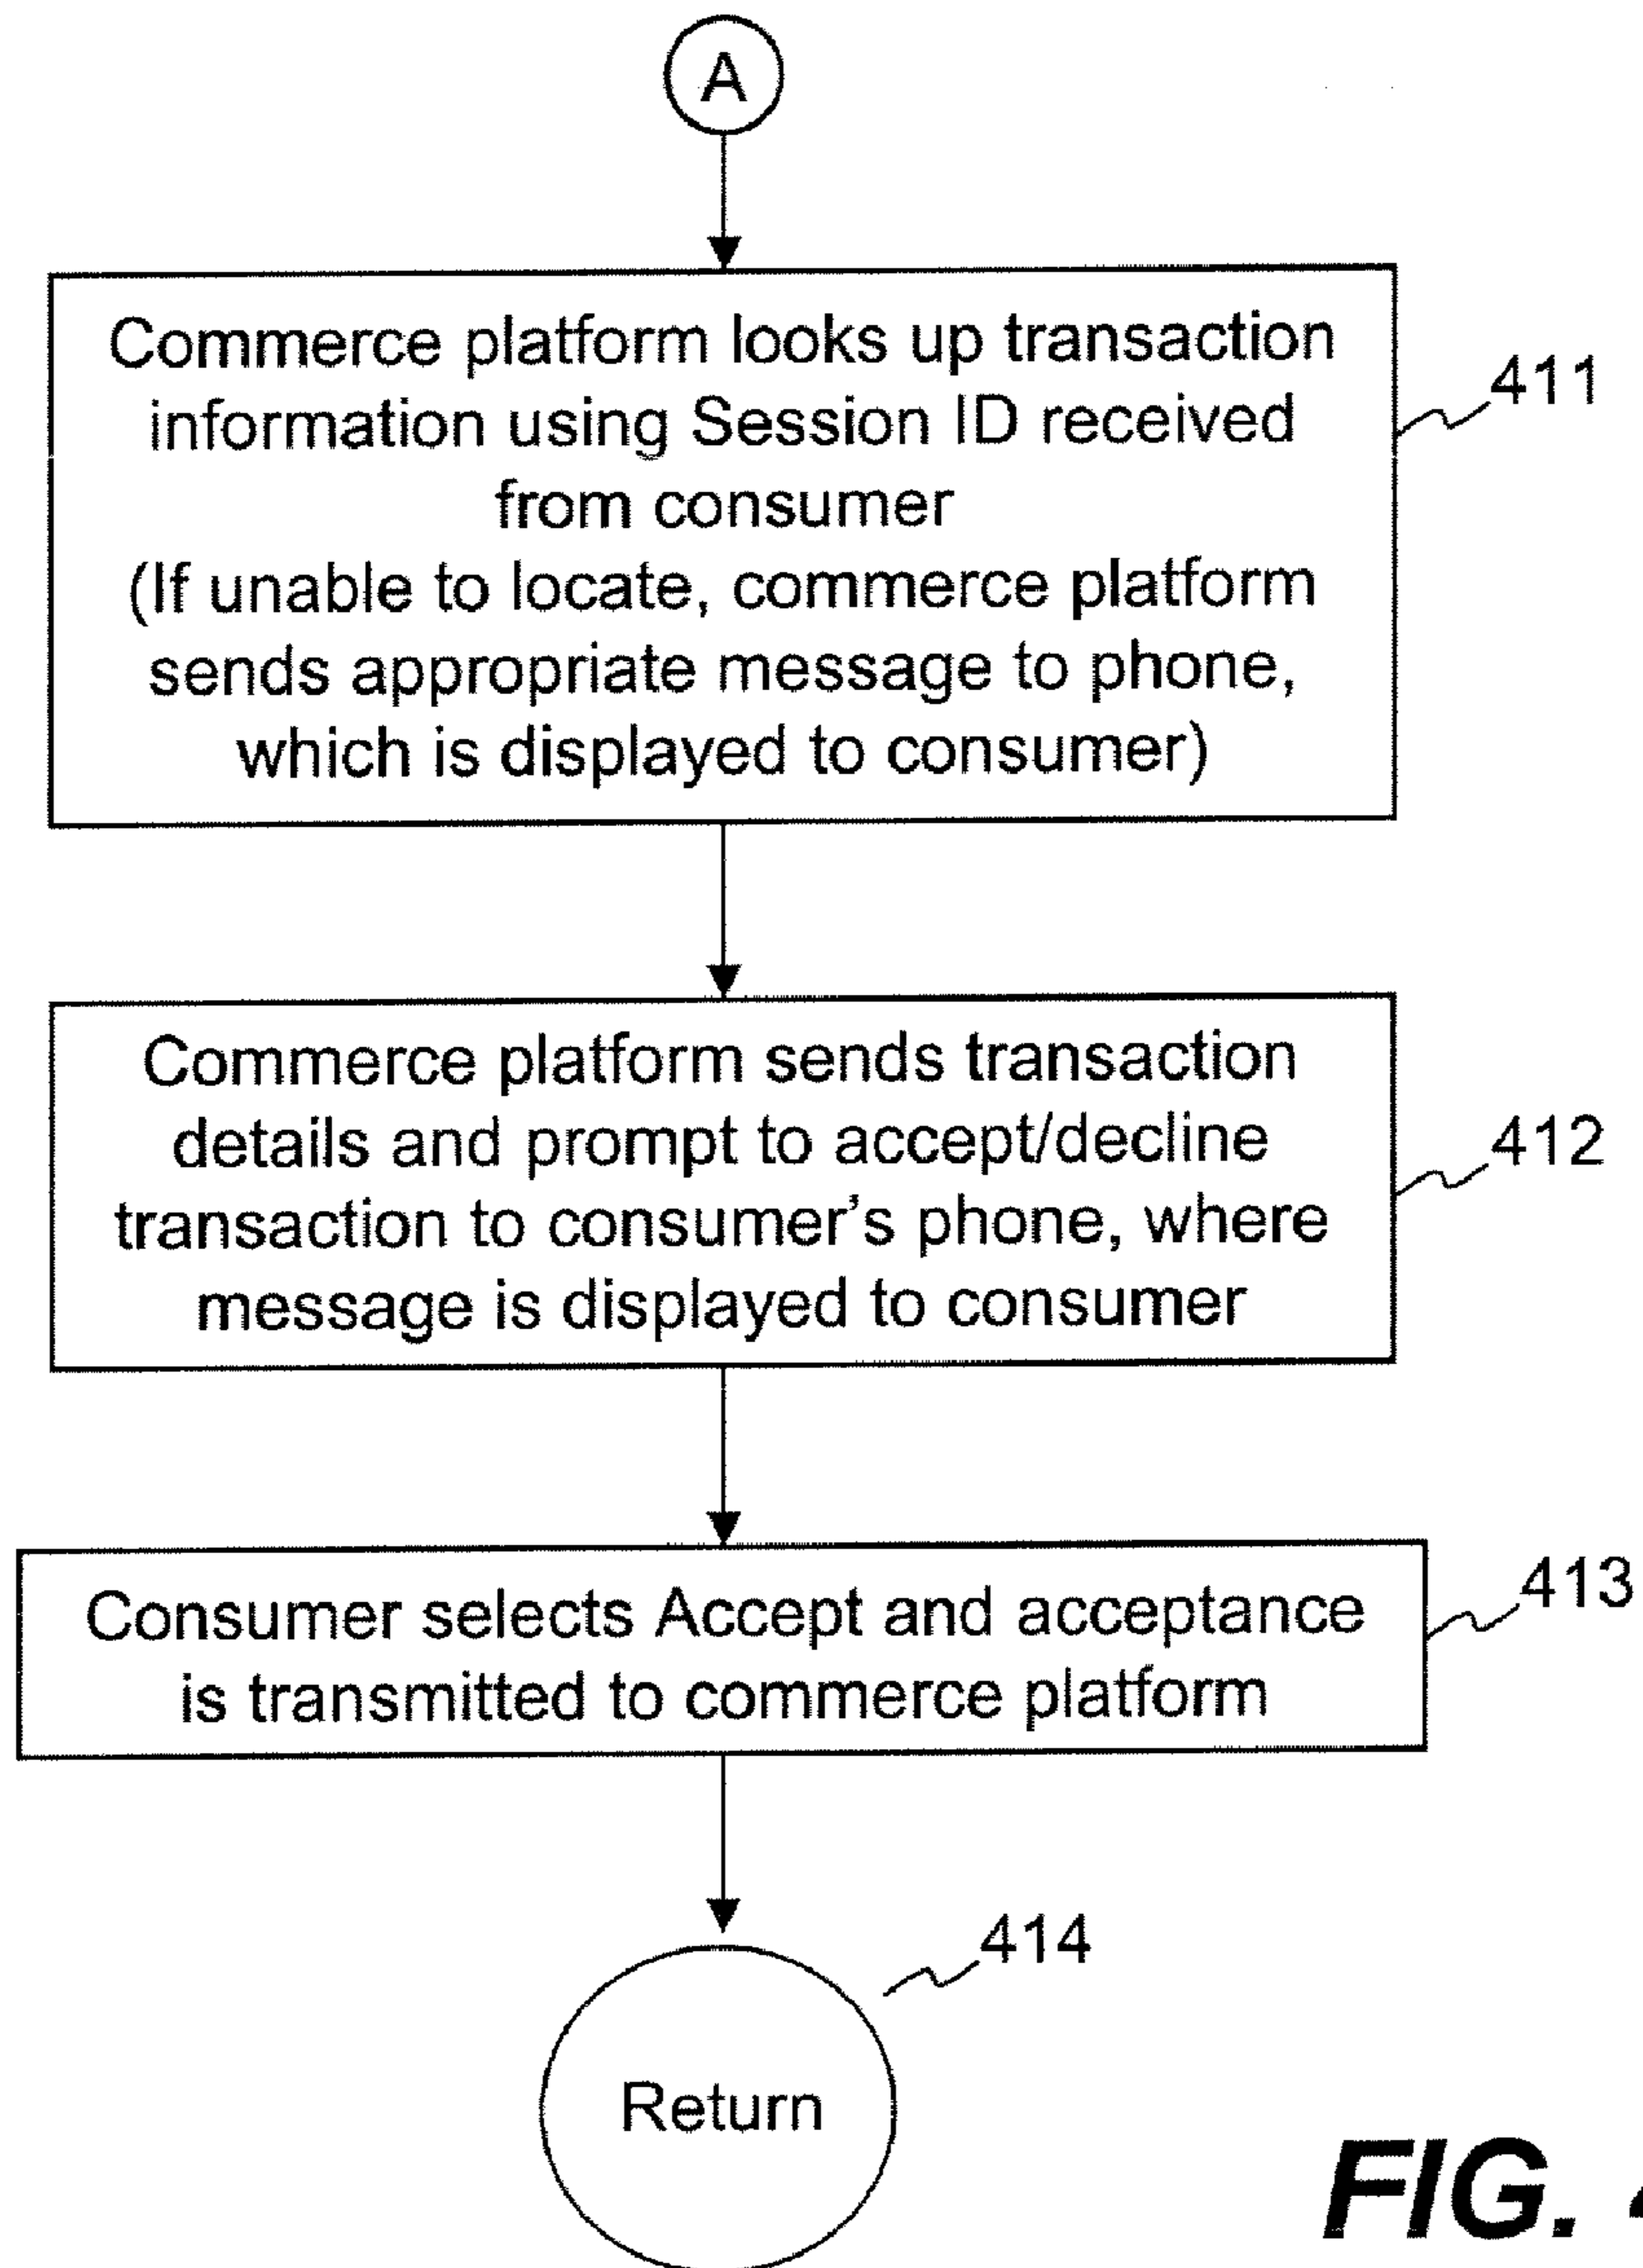 A
Commerce platform looks up transaction
information using Session ID received
from consumer
(If unable to locate, commerce platform
sends appropriate message to phone,
which is displayed to consumer)
411
Commerce platform sends transaction
details and prompt to accept/decline
transaction to consumer's phone, where
message is displayed to consumer
412
Consumer selects Accept and acceptance
is transmitted to commerce platform
413
414
Return
FIG.